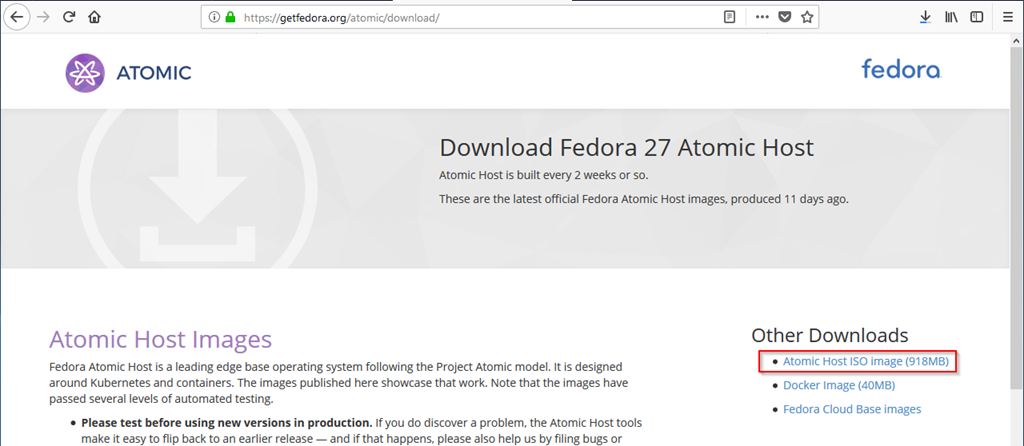 https://getfedora.org/atomic/download/
ATOMIC
fedora
Download Fedora 27 Atomic Host
Atomic Host is built every 2 weeks or so.
These are the latest official Fedora Atomic Host images, produced 11 days ago.
Atomic Host Images
Fedora Atomic Host is a leading edge base operating system following the Project Atomic model. It is designed
around Kubernetes and containers. The images published here showcase that work. Note that the images have
passed several levels of automated testing.
• Please test before using new versions in production. If you do discover a problem, the Atomic Host tools
make it easy to flip back to an earlier release — and if that happens, please also help us by filing bugs or
Other Downloads
• Atomic Host ISO image (918MB)
• Docker Image (40MB)
• Fedora Cloud Base images